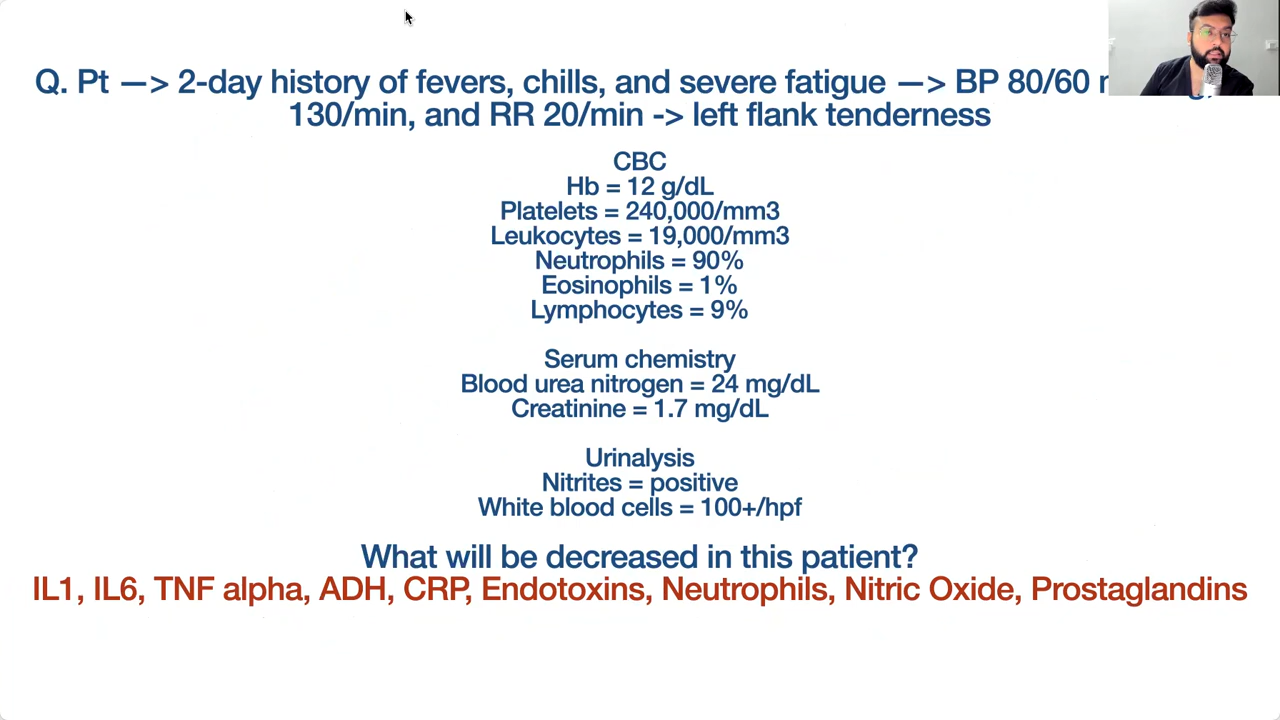 Q. Pt —> 2-day history of fevers, chills, and severe fatigue —> BP 80/60
130/min, and RR 20/min -> left flank tenderness
CBC
Hb = 12 g/dL
Platelets = 240,000/mm3
Leukocytes = 19,000/mm3
Neutrophils = 90%
Eosinophils = 1%
Lymphocytes = 9%
Serum chemistry
Blood urea nitrogen = 24 mg/dL
Creatinine = 1.7 mg/dL
Urinalysis
Nitrites = positive
White blood cells = 100+/hpf
What will be decreased in this patient?
IL1, IL6, TNF alpha, ADH, CRP, Endotoxins, Neutrophils, Nitric Oxide, Prostaglandins